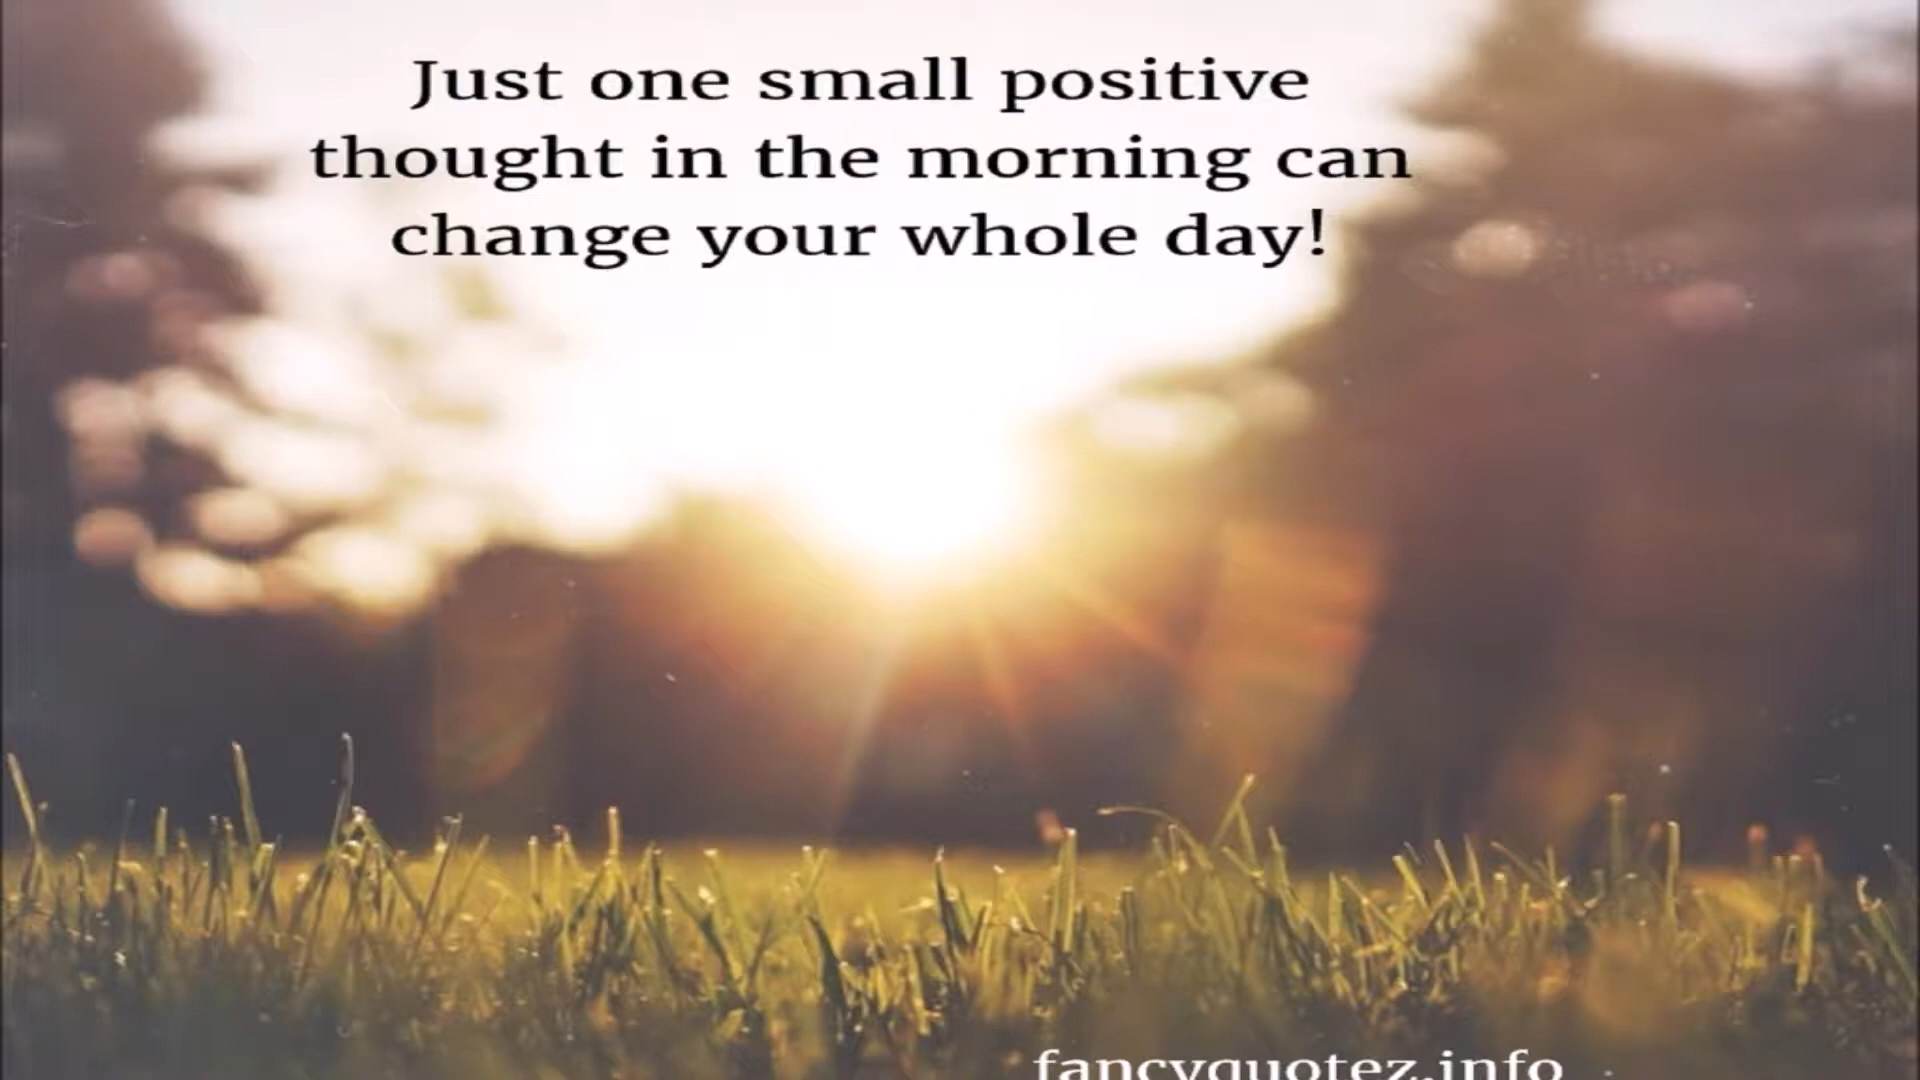 Just one small positive
thought in the morning can
change your whole day!
fancyquotez.info